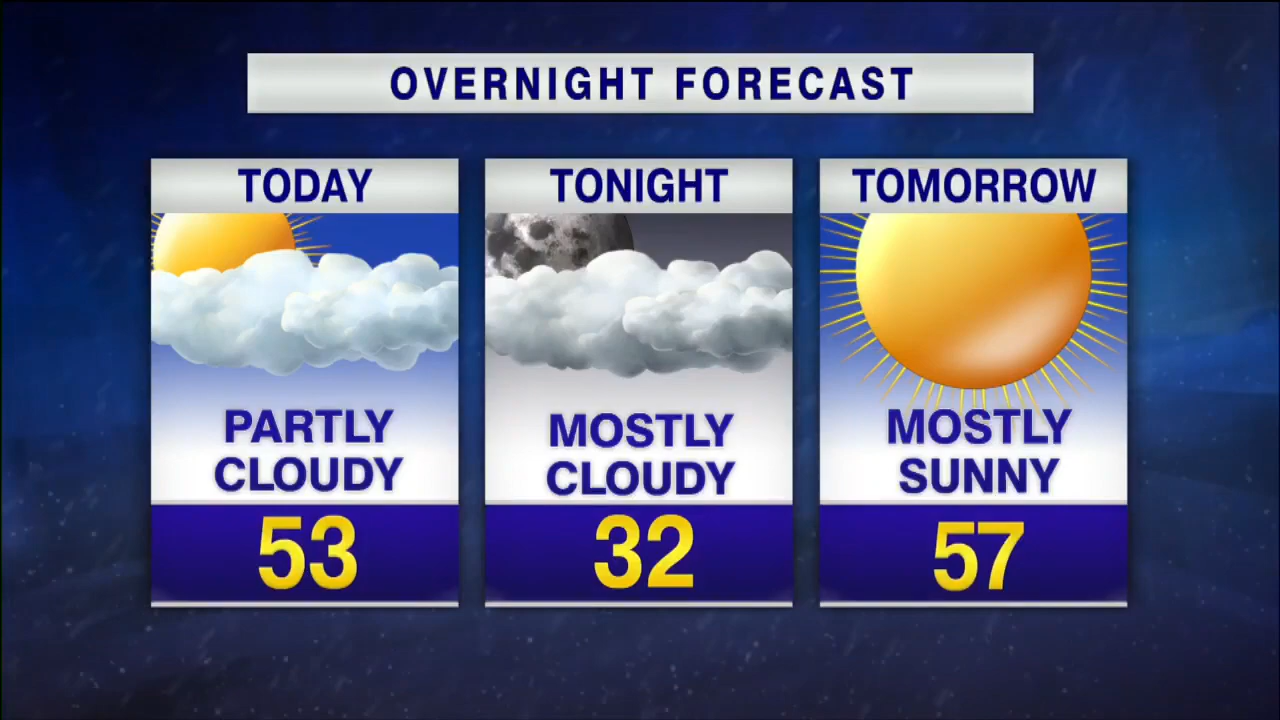 OVERNIGHT FORECAST
TODAY
PARTLY
CLOUDY
53
TONIGHT
MOSTLY
CLOUDY
32
TOMORROW
MOSTLY
SUNNY
57